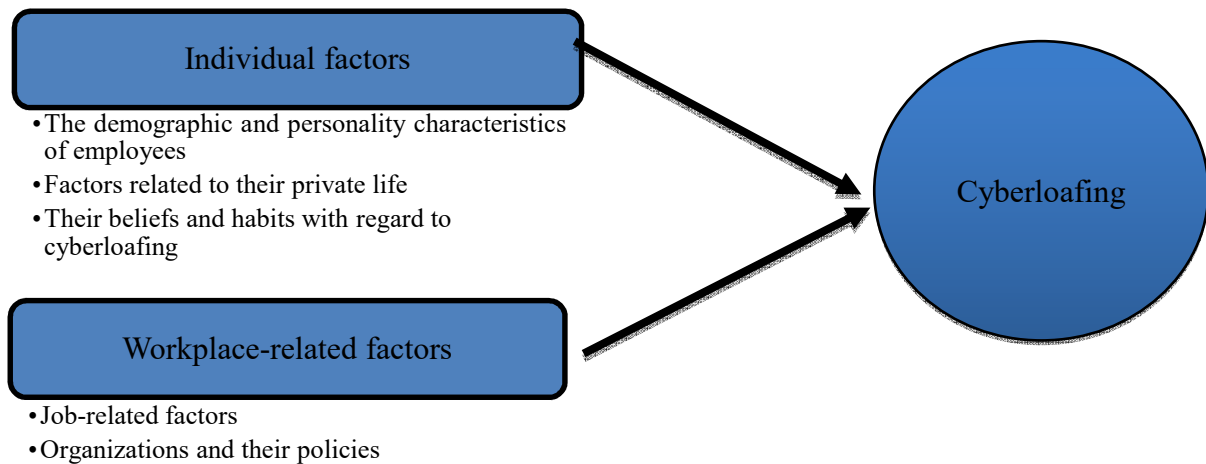 Individual factors
•The demographic and personality characteristics
of employees
•Factors related to their private life
•Their beliefs and habits with regard to
cyberloafing
Cyberloafing
Workplace-related factors
•Job-related factors
•Organizations and their policies